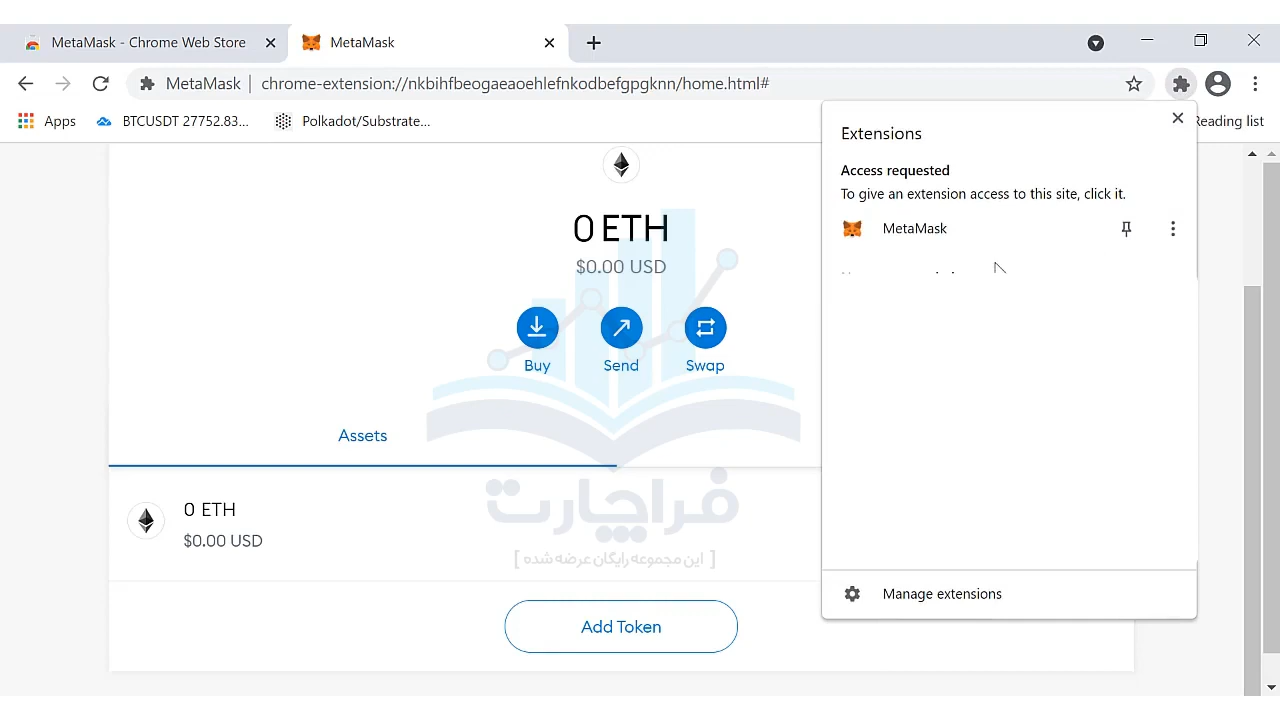 MetaMask - Chrome Web Store
MetaMask
MetaMask
chrome-extension://nkbihfbeogaeaoehlefnkodbefgpgknn/home.html#
Apps
BTCUSDT 27752.83...
Polkadot/Substrate...
Reading list
Extensions
Access requested
To give an extension access to this site, click it.
MetaMask
Manage extensions
0 ETH
$0.00 USD
Buy
Send
Swap
Assets
0 ETH
$0.00 USD
Add Token
فراچارت
[ این مجموعه رایگان عرضه شده ]